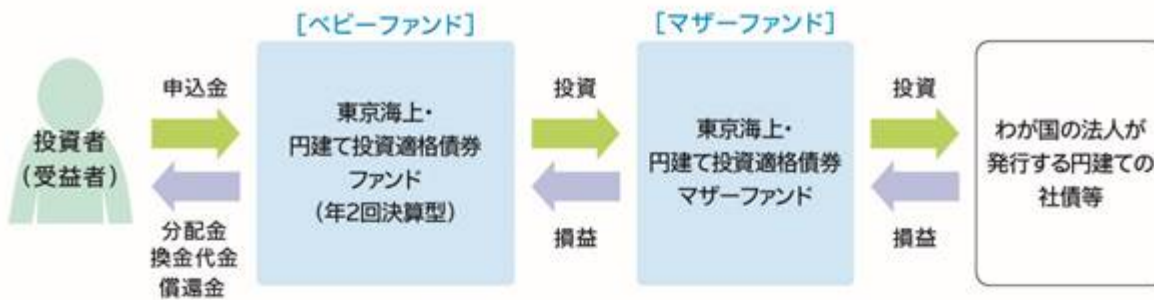 [ベビーファンド]
[マザーファンド]
投資者
(受益者)
申込金
分配金
換金代金
償還金
東京海上・
円建て投資適格債券
ファンド
(年2回決算型)
投資
損益
東京海上・
円建て投資適格債券
マザーファンド
投資
損益
わが国の法人が
発行する円建ての
社債等